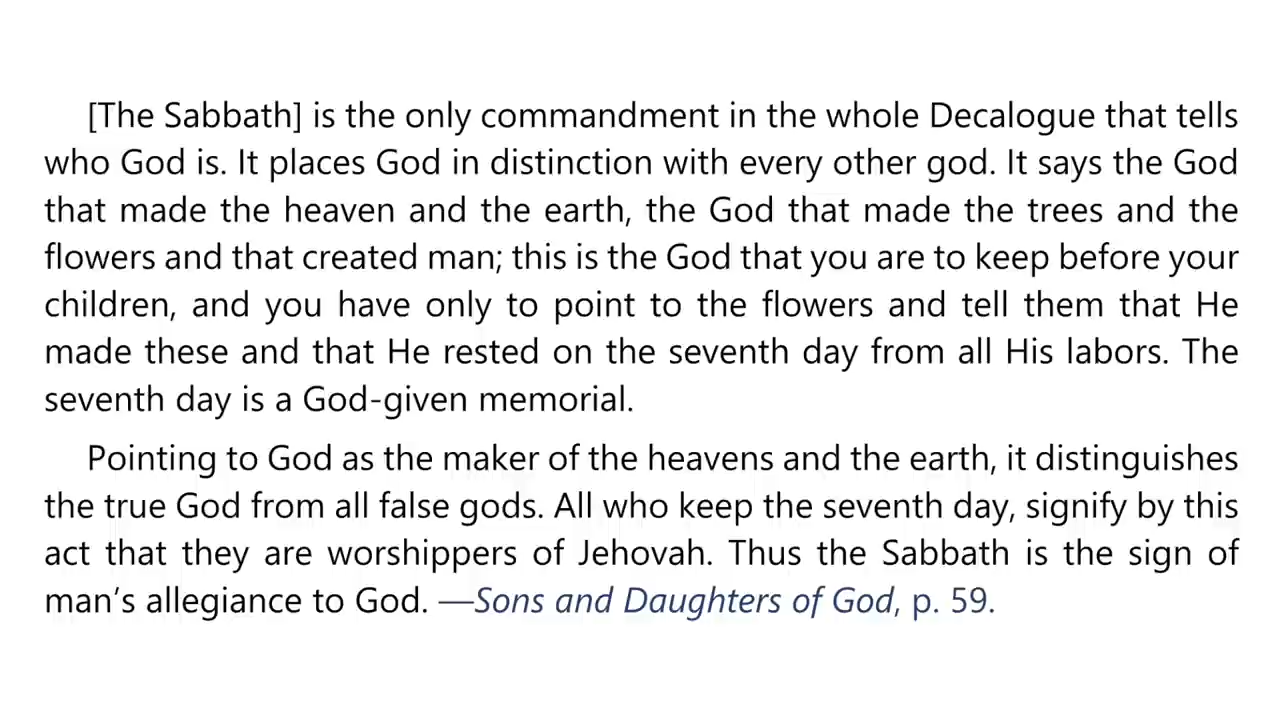 [The Sabbath] is the only commandment in the whole Decalogue that tells
who God is. It places God in distinction with every other god. It says the God
that made the heaven and the earth, the God that made the trees and the
flowers and that created man; this is the God that you are to keep before your
children, and you have only to point to the flowers and tell them that He
made these and that He rested on the seventh day from all His labors. The
seventh day is a God-given memorial.
Pointing to God as the maker of the heavens and the earth, it distinguishes
the true God from all false gods. All who keep the seventh day, signify by this
act that they are worshippers of Jehovah. Thus the Sabbath is the sign of
man’s allegiance to God. —Sons and Daughters of God, p. 59.